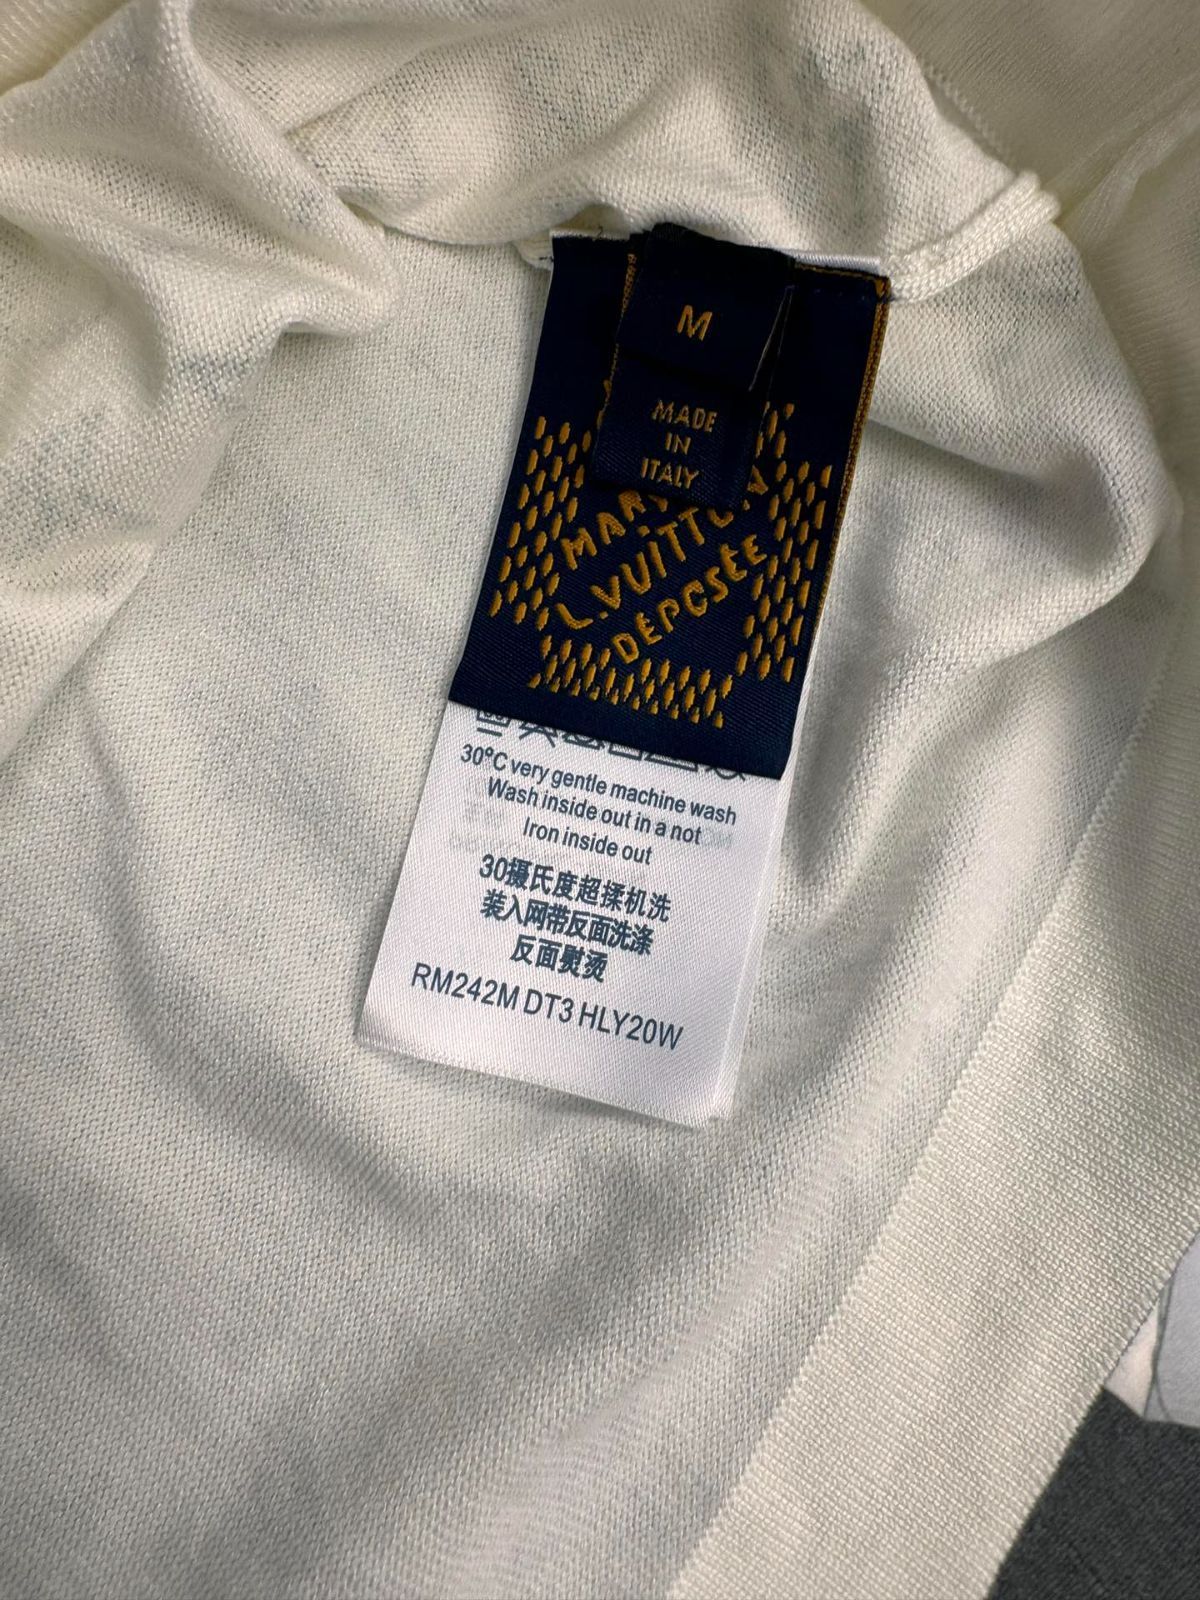 M
MADE
IN
ITALY
L.VUITTON
DÉPOSÉE
30°C very gentle machine wash
Wash inside out in a not
Iron inside out
30摄氏度超揉机洗
装入网带反面洗涤
反面熨烫
RM242M DT3 HLY20W